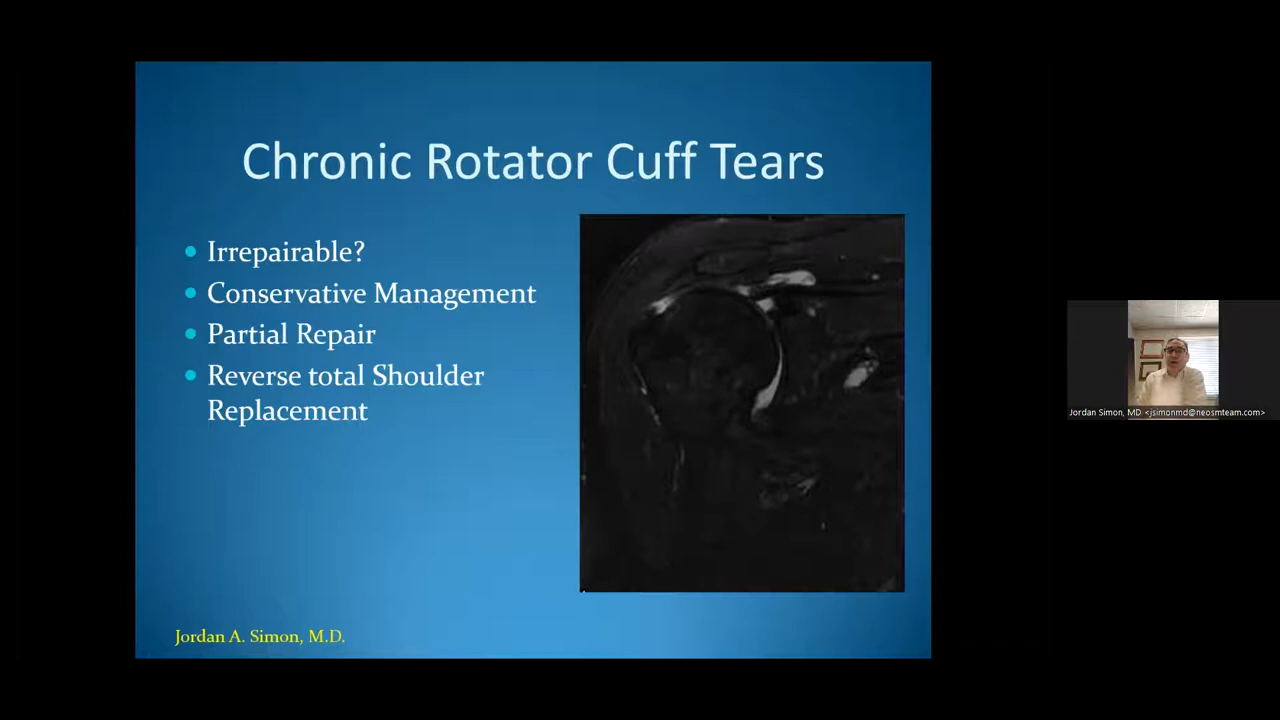 Chronic Rotator Cuff Tears
Irrepairable?
Conservative Management
Partial Repair
Reverse total Shoulder
Replacement
Jordan A. Simon, M.D.
Jordan Simon, MD <jsimonmd@neosmteam.com>